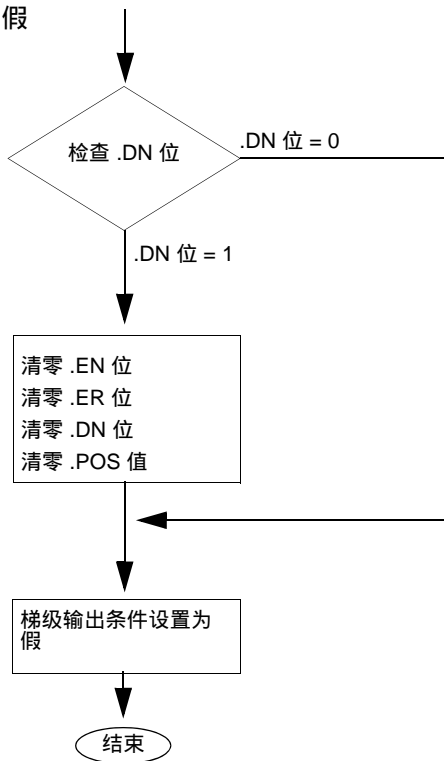 假
检查 .DN 位
.DN 位 = 0
.DN 位 = 1
清零 .EN 位
清零 .ER 位
清零 .DN 位
清零 .POS 值
梯级输出条件设置为
假
结束